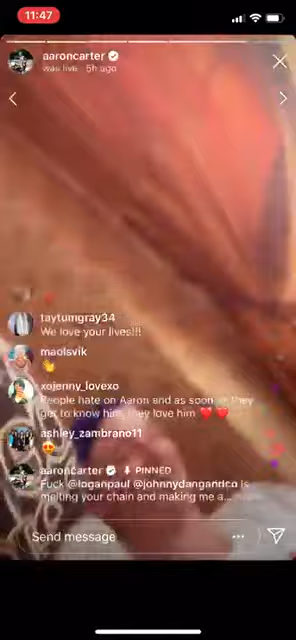 11:47
aaroncarter
was live · 5h ago
taytumgray34
We love your lives!!!
maolsvik
xojenny_lovexo
People hate on Aaron and as soon as they
get to know him, they love him
ashley_zambrano11
aaroncarter PINNED
Fuck @loganpaul @johnnydangandco is
melting your chain and making me a...
Send message